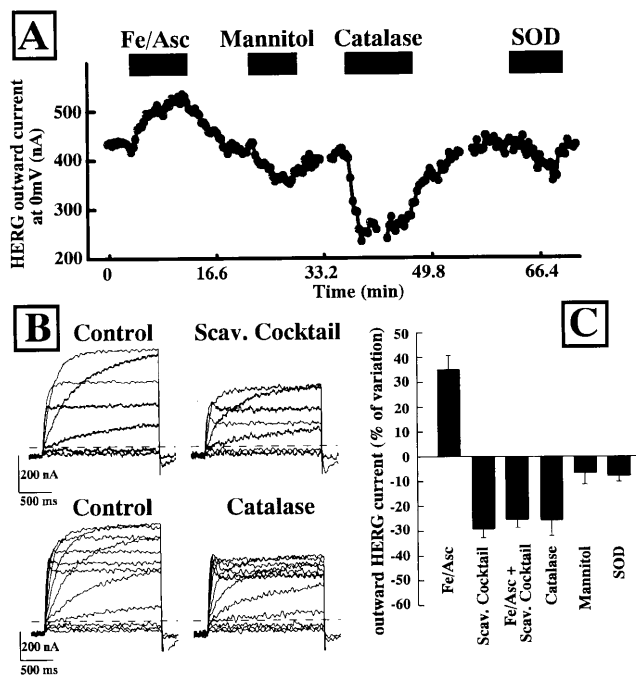 A
Fe/Asc Mannitol Catalase SOD
HERG outward current
at 0mV (nA)
500
400
300
200
0 16.6 33.2 49.8 66.4
Time (min)
B
Control Scav. Cocktail
200 nA
500 ms
Control Catalase
200 nA
500 ms
C
outward HERG current (% of variation)
50
40
30
20
10
0
-10
-20
-30
-40
-50
-60
Fe/Asc
Scav. Cocktail
Fe/Asc +
Scav. Cocktail
Catalase
Mannitol
SOD